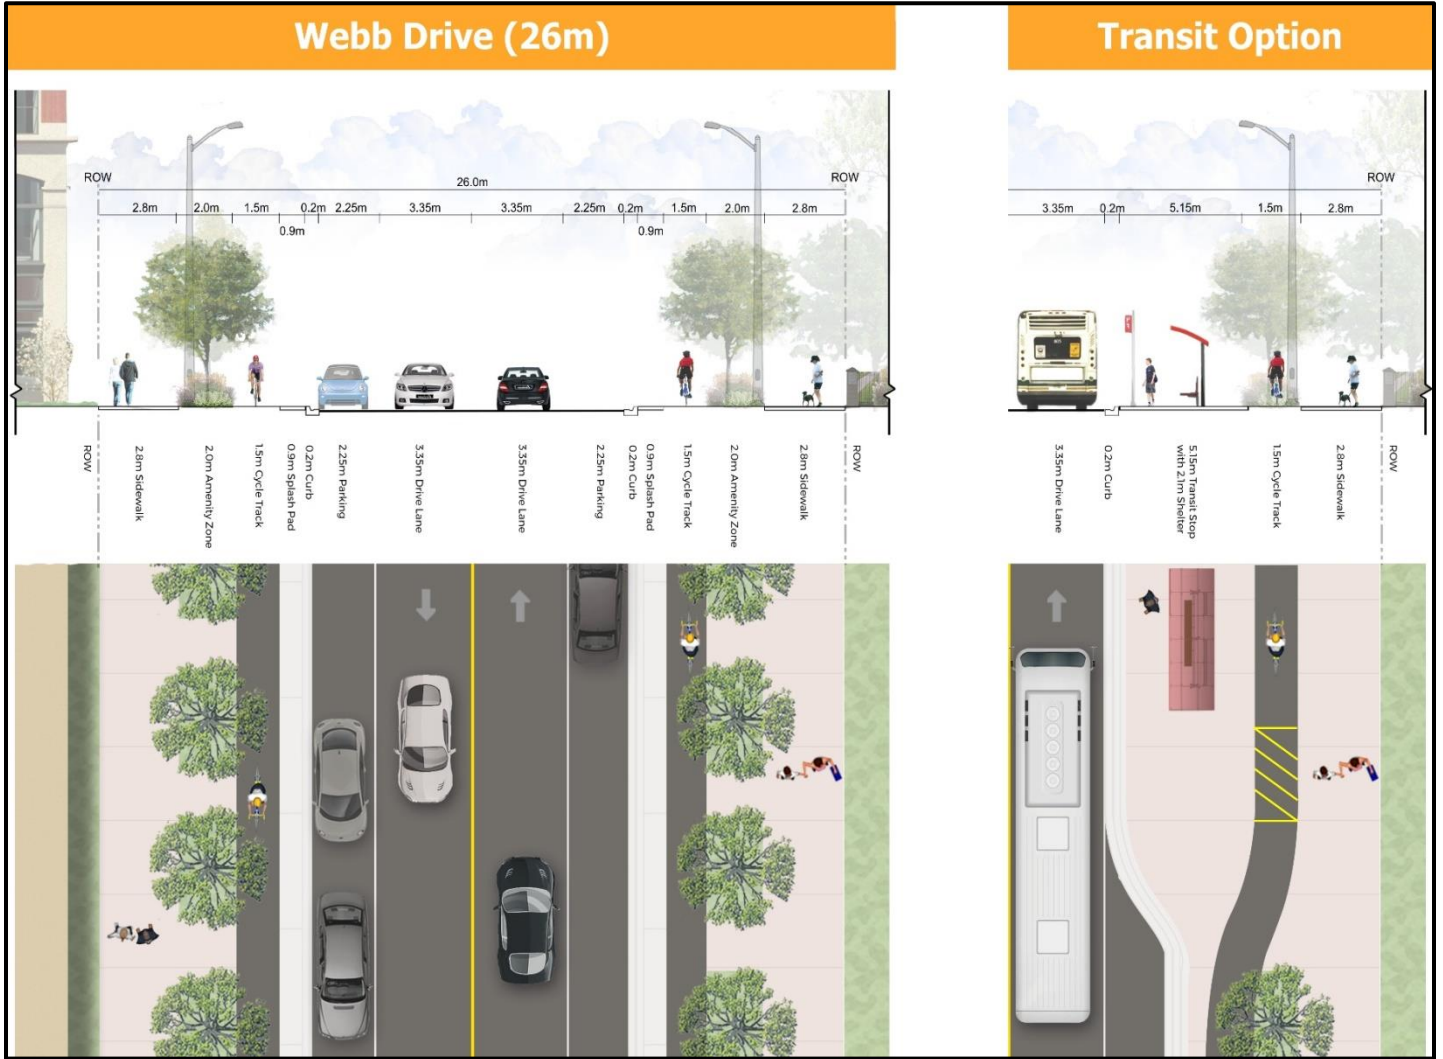 Webb Drive (26m)
Transit Option
ROW
ROW
26.0m
2.8m 2.0m 1.5m 0.2m 2.25m 3.35m 3.35m 2.25m 0.2m 1.5m 2.0m 2.8m
0.9m 0.9m
ROW
3.35m 0.2m 5.15m 1.5m 2.8m
ROW
2.8m Sidewalk
2.0m Amenity Zone
1.5m Cycle Track
0.9m Splash Pad
0.2m Curb
2.25m Parking
3.35m Drive Lane
3.35m Drive Lane
2.25m Parking
0.2m Curb
0.9m Splash Pad
1.5m Cycle Track
2.0m Amenity Zone
2.8m Sidewalk
ROW
3.35m Drive Lane
0.2m Curb
5.15m Transit Stop
with 2.1m Shelter
1.5m Cycle Track
2.8m Sidewalk
ROW